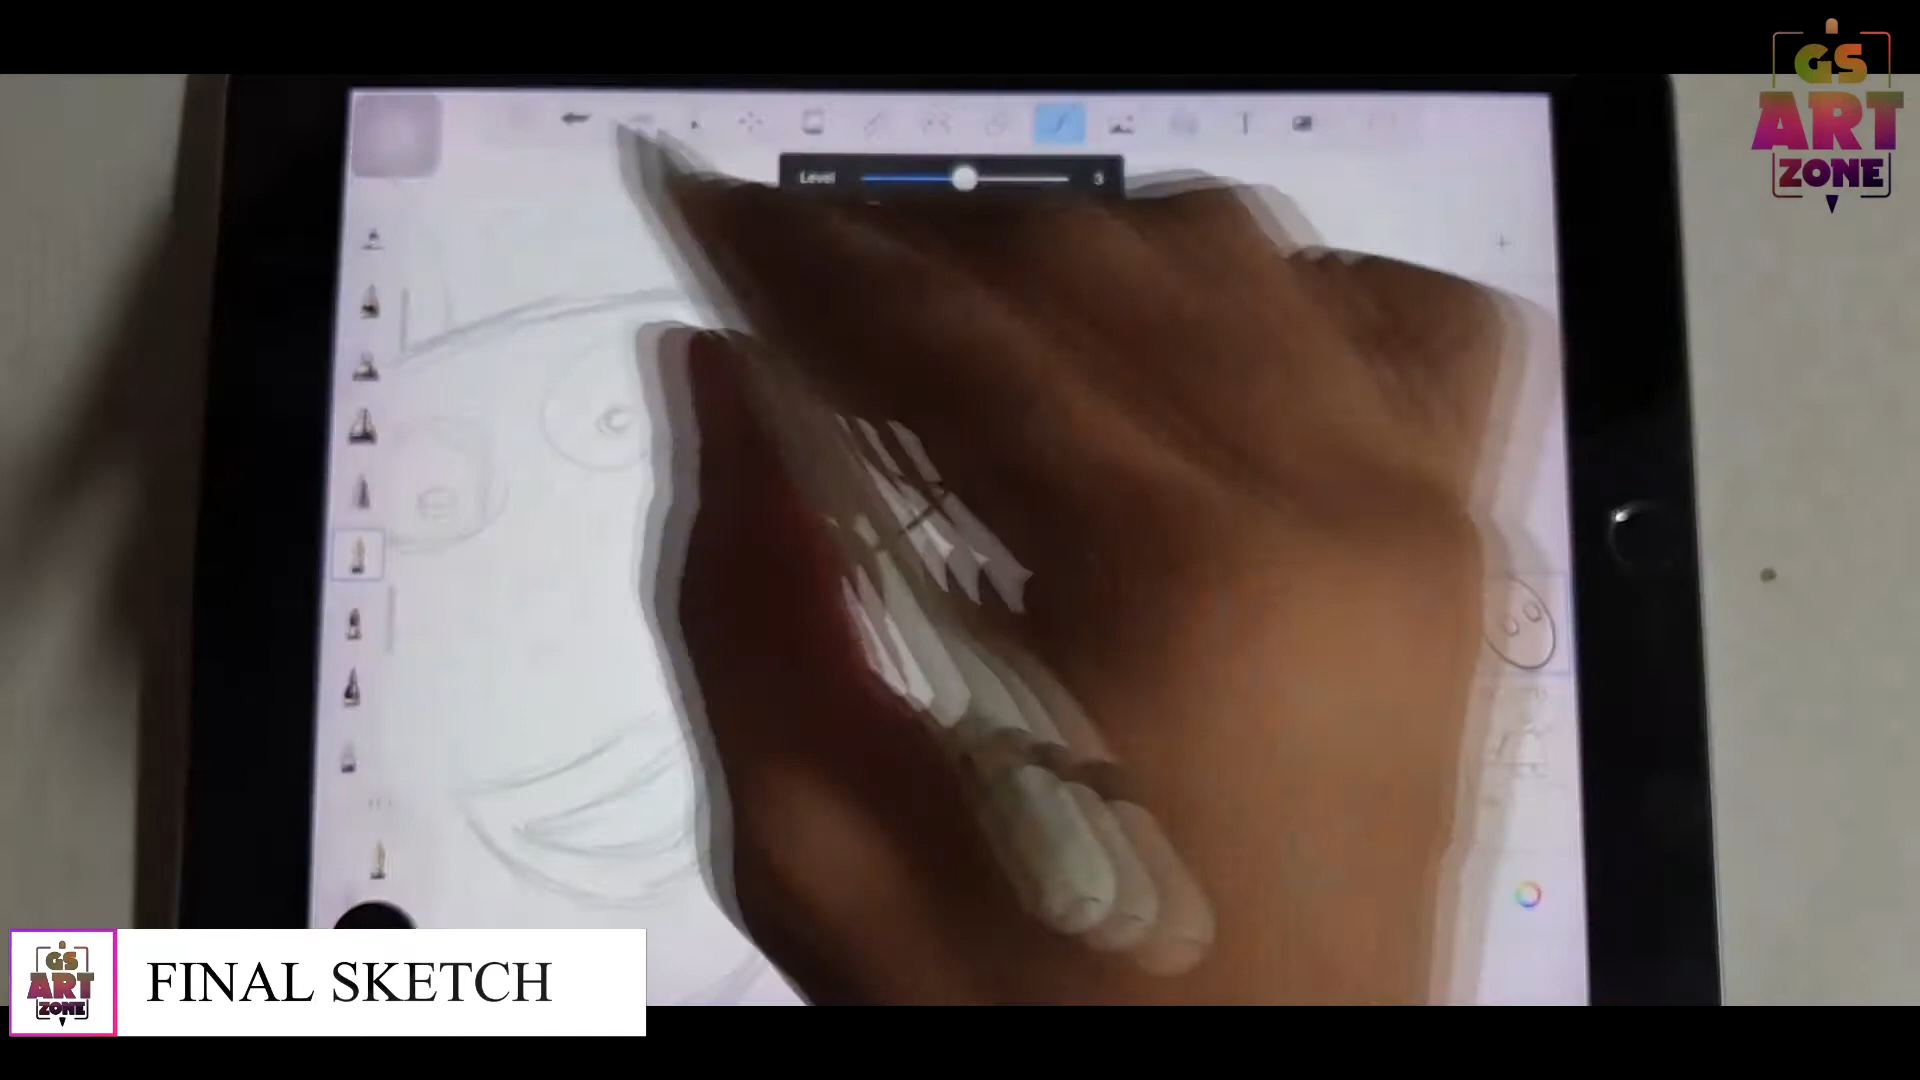 GS
ART
ZONE
Level 3
T
GS
ART
ZONE
FINAL SKETCH